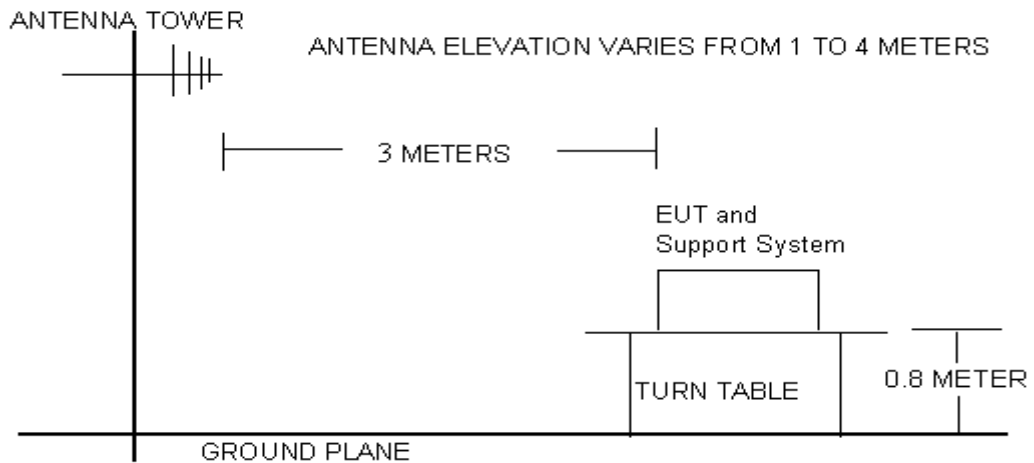 ANTENNA TOWER
ANTENNA ELEVATION VARIES FROM 1 TO 4 METERS
3 METERS
EUT and
Support System
0.8 METER
TURN TABLE
GROUND PLANE